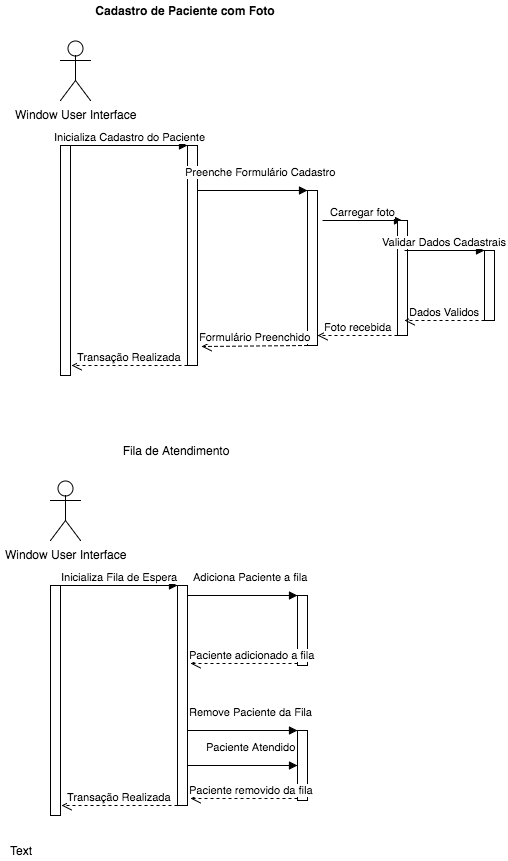 Cadastro de Paciente com Foto
Window User Interface
Inicializa Cadastro do Paciente
Preenche Formulário Cadastro
Carregar foto
Validar Dados Cadastrais
Dados Validos
Foto recebida
Formulário Preenchido
Transação Realizada
Fila de Atendimento
Window User Interface
Inicializa Fila de Espera
Adiciona Paciente a fila
Paciente adicionado a fila
Remove Paciente da Fila
Paciente Atendido
Paciente removido da fila
Transação Realizada
Text